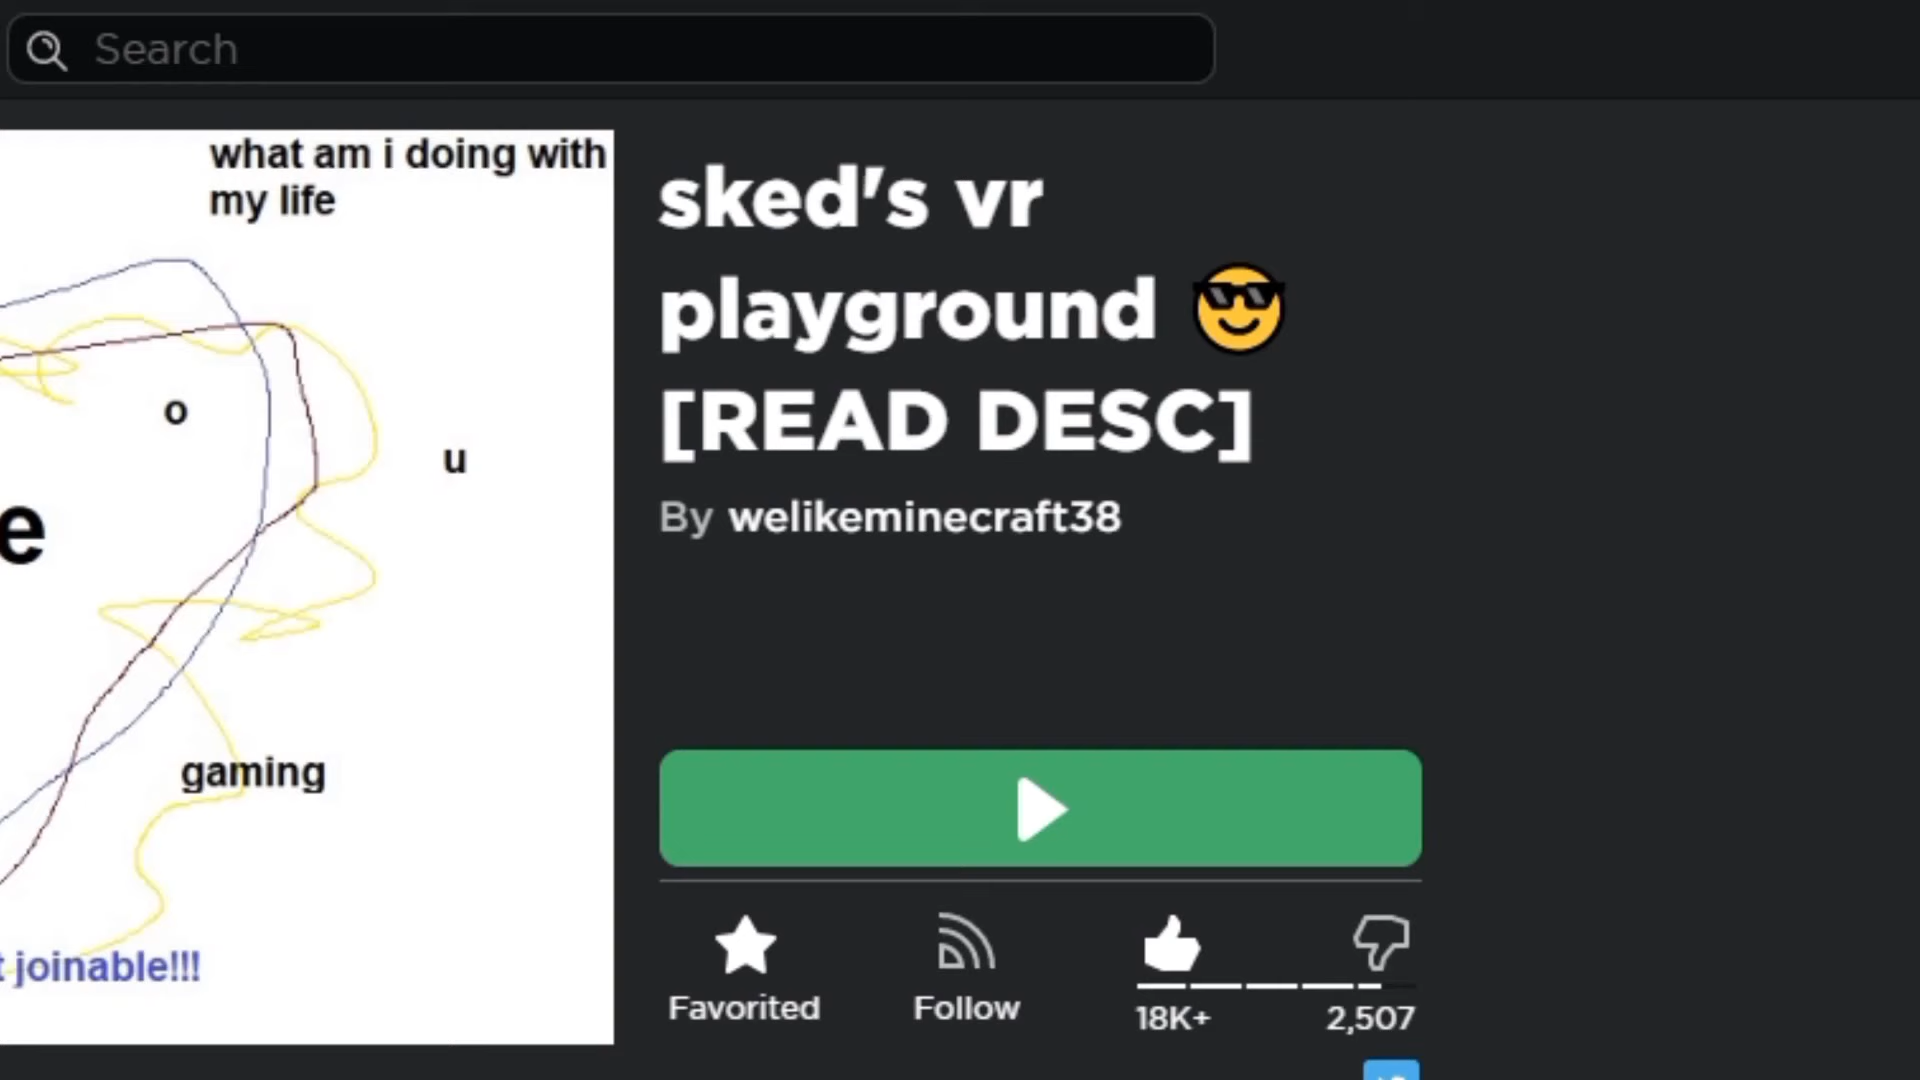 Search
what am i doing with
my life
o
u
e
gaming
t joinable!!!
sked's vr
playground 😎
[READ DESC]
By welikeminecraft38
Favorited
Follow
18K+
2,507